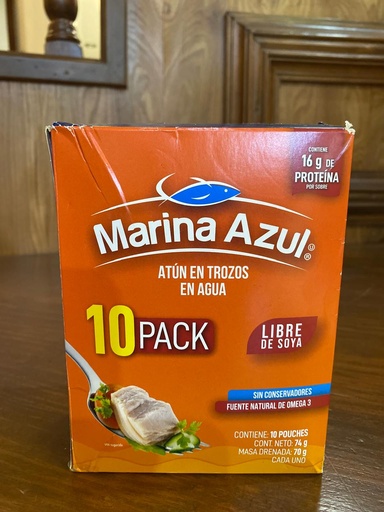 CONTIENE
16 g DE
PROTEÍNA
POR SOBRE
Marina Azul
ATÚN EN TROZOS
EN AGUA
10 PACK
LIBRE
DE SOYA
SIN CONSERVADORES
FUENTE NATURAL DE OMEGA 3
CONTIENE: 10 POUCHES
CONT. NETO: 74 g
MASA DRENADA: 70 g
CADA UNO